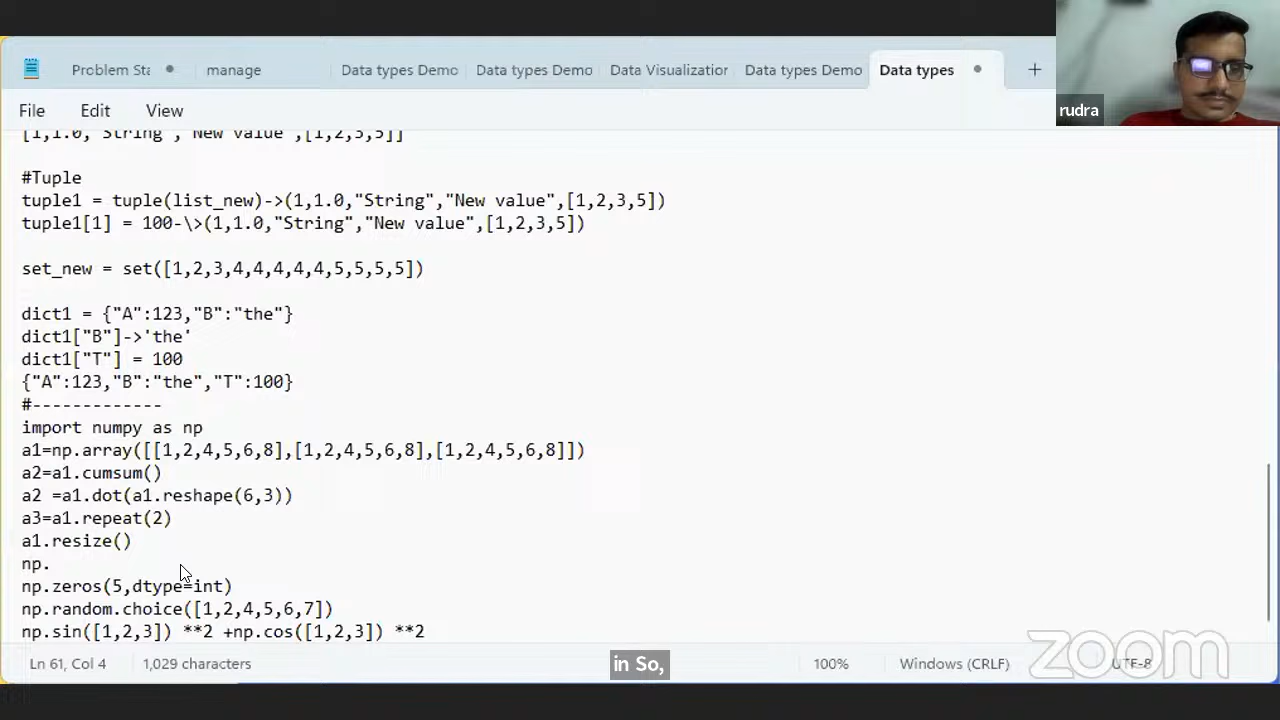 Problem Sta
manage
Data types Demo
Data types Demo
Data Visualization
Data types Demo
Data types
rudra
File Edit View
[1,1.0,"String","New value",[1,2,3,5]]
#Tuple
tuple1 = tuple(list_new)->(1,1.0,"String","New value",[1,2,3,5])
tuple1[1] = 100-\>(1,1.0,"String","New value",[1,2,3,5])
set_new = set([1,2,3,4,4,4,4,4,5,5,5,5])
dict1 = {"A":123,"B":"the"}
dict1["B"]->'the'
dict1["T"] = 100
{"A":123,"B":"the","T":100}
#-------------
import numpy as np
a1=np.array([[1,2,4,5,6,8],[1,2,4,5,6,8],[1,2,4,5,6,8]])
a2=a1.cumsum()
a2 =a1.dot(a1.reshape(6,3))
a3=a1.repeat(2)
a1.resize()
np.
np.zeros(5,dtype=int)
np.random.choice([1,2,4,5,6,7])
np.sin([1,2,3]) **2 +np.cos([1,2,3]) **2
Ln 61, Col 4
1,029 characters
in So,
100%
Windows (CRLF)
UTF-8
zoom